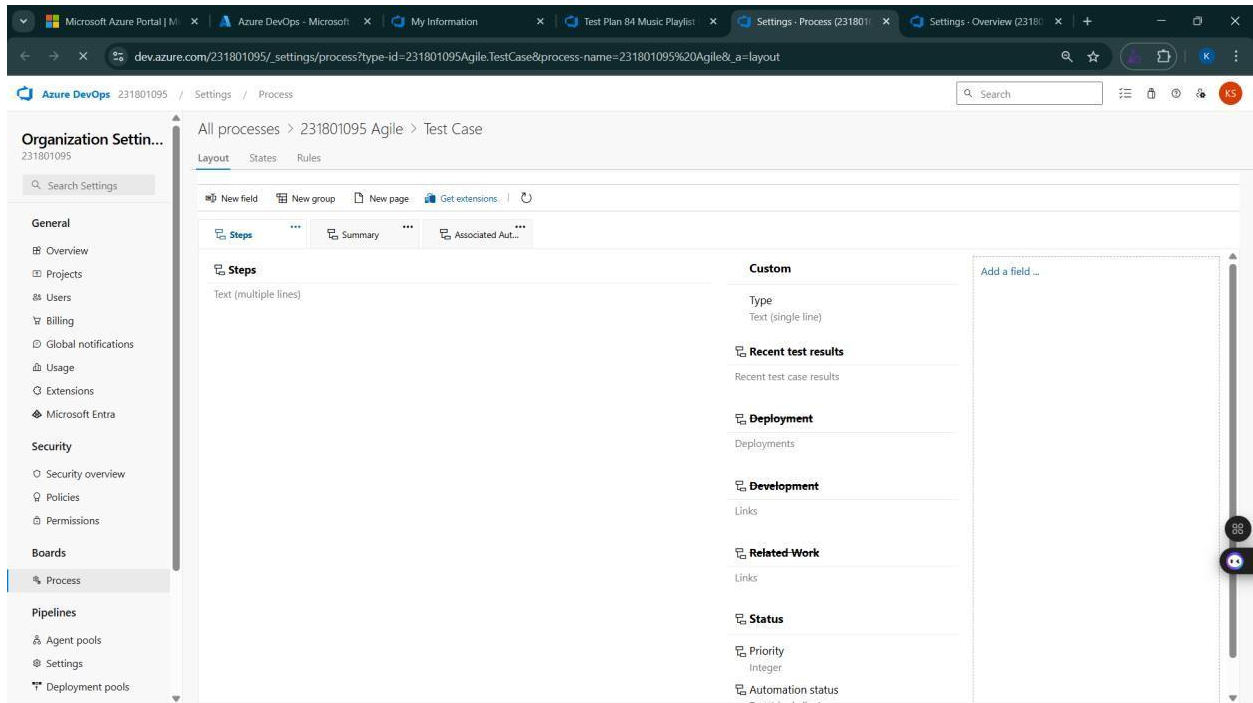 Microsoft Azure Portal | Mi
Azure DevOps - Microsoft
My Information
Test Plan 84 Music Playlist
Settings · Process (2318010
Settings · Overview (23180
dev.azure.com/231801095/_settings/process?type-id=231801095Agile.TestCase&process-name=231801095%20Agile&_a=layout
K
Azure DevOps 231801095 / Settings / Process
Search
KS
Organization Settin...
231801095
Search Settings
General
Overview
Projects
Users
Billing
Global notifications
Usage
Extensions
Microsoft Entra
Security
Security overview
Policies
Permissions
Boards
Process
Pipelines
Agent pools
Settings
Deployment pools
All processes > 231801095 Agile > Test Case
Layout States Rules
New field New group New page Get extensions
Steps Summary Associated Aut...
Steps
Text (multiple lines)
Custom
Type
Text (single line)
Recent test results
Recent test case results
Deployment
Deployments
Development
Links
Related Work
Links
Status
Priority
Integer
Automation status
Add a field ...